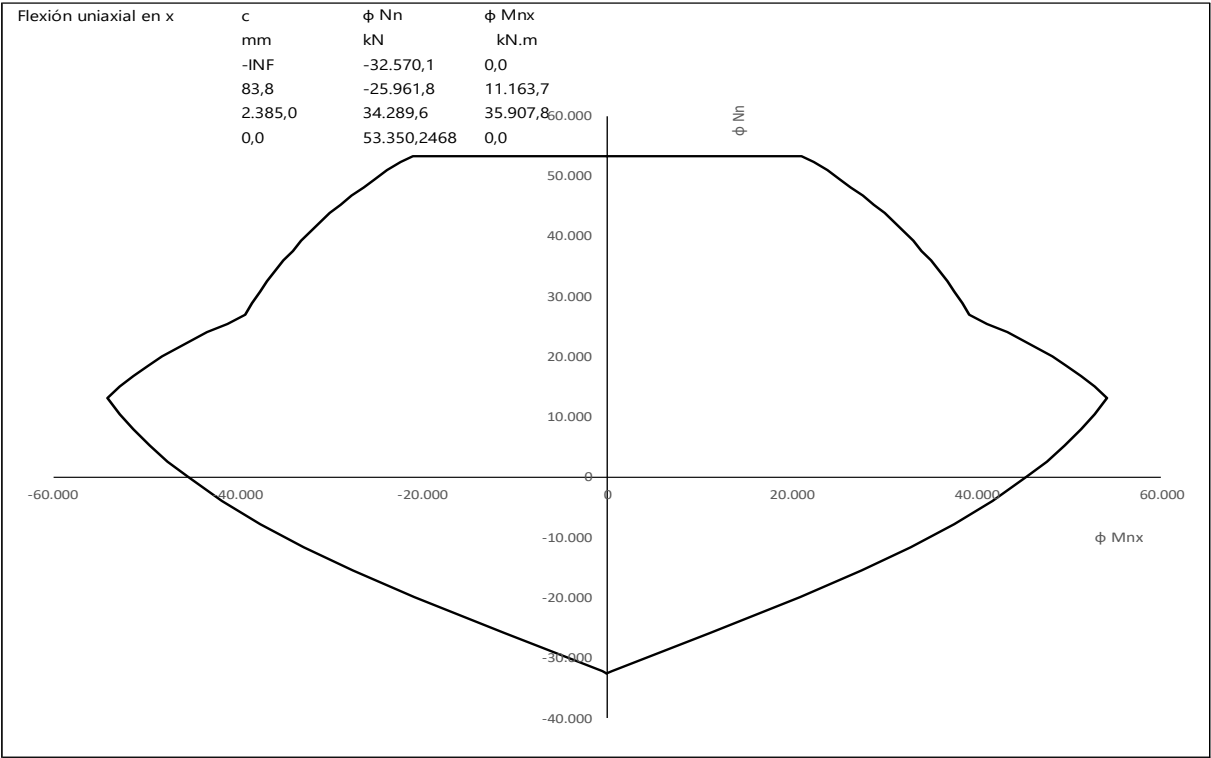 Flexión uniaxial en x c ϕ Nn ϕ Mnx
mm kN kN.m
-INF -32.570,1 0,0
83,8 -25.961,8 11.163,7
2.385,0 34.289,6 35.907,8
0,0 53.350,2468 0,0
60.000
ϕ Nn
50.000
40.000
30.000
20.000
10.000
0
-60.000 -40.000 -20.000 0 20.000 40.000 60.000
-10.000
ϕ Mnx
-20.000
-30.000
-40.000